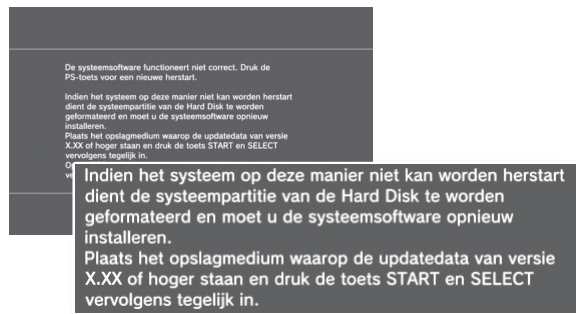 De systeemsoftware functioneert niet correct. Druk de
PS-toets voor een nieuwe herstart.
Indien het systeem op deze manier niet kan worden herstart
dient de systeempartitie van de Hard Disk te worden
geformateerd en moet u de systeemsoftware opnieuw
installeren.
Plaats het opslagmedium waarop de updatedata van versie
X.XX of hoger staan en druk de toets START en SELECT
vervolgens tegelijk in.
Indien het systeem op deze manier niet kan worden herstart
dient de systeempartitie van de Hard Disk te worden
geformateerd en moet u de systeemsoftware opnieuw
installeren.
Plaats het opslagmedium waarop de updatedata van versie
X.XX of hoger staan en druk de toets START en SELECT
vervolgens tegelijk in.